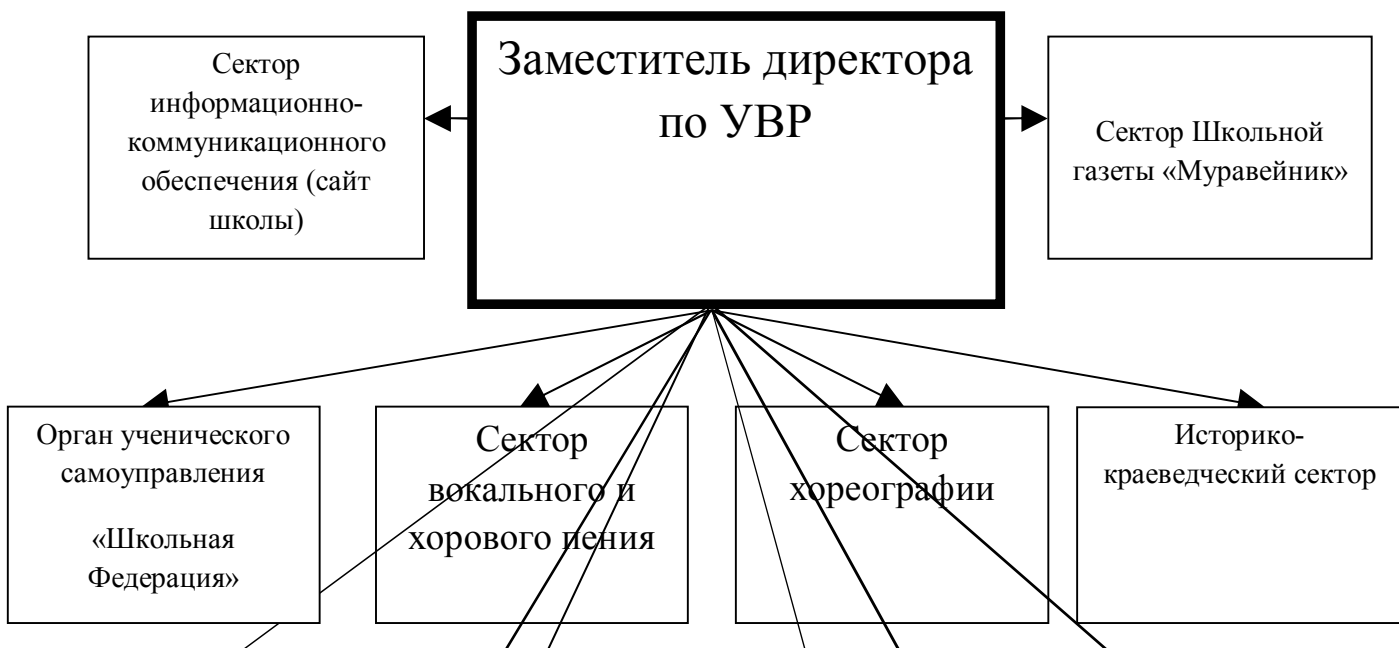 Заместитель директора
по УВР
Сектор
информационно-
коммуникационного
обеспечения (сайт
школы)
Сектор Школьной
газеты «Муравейник»
Орган ученического
самоуправления
«Школьная
Федерация»
Сектор
вокального и
хорового пения
Сектор
хореографии
Историко-
краеведческий сектор